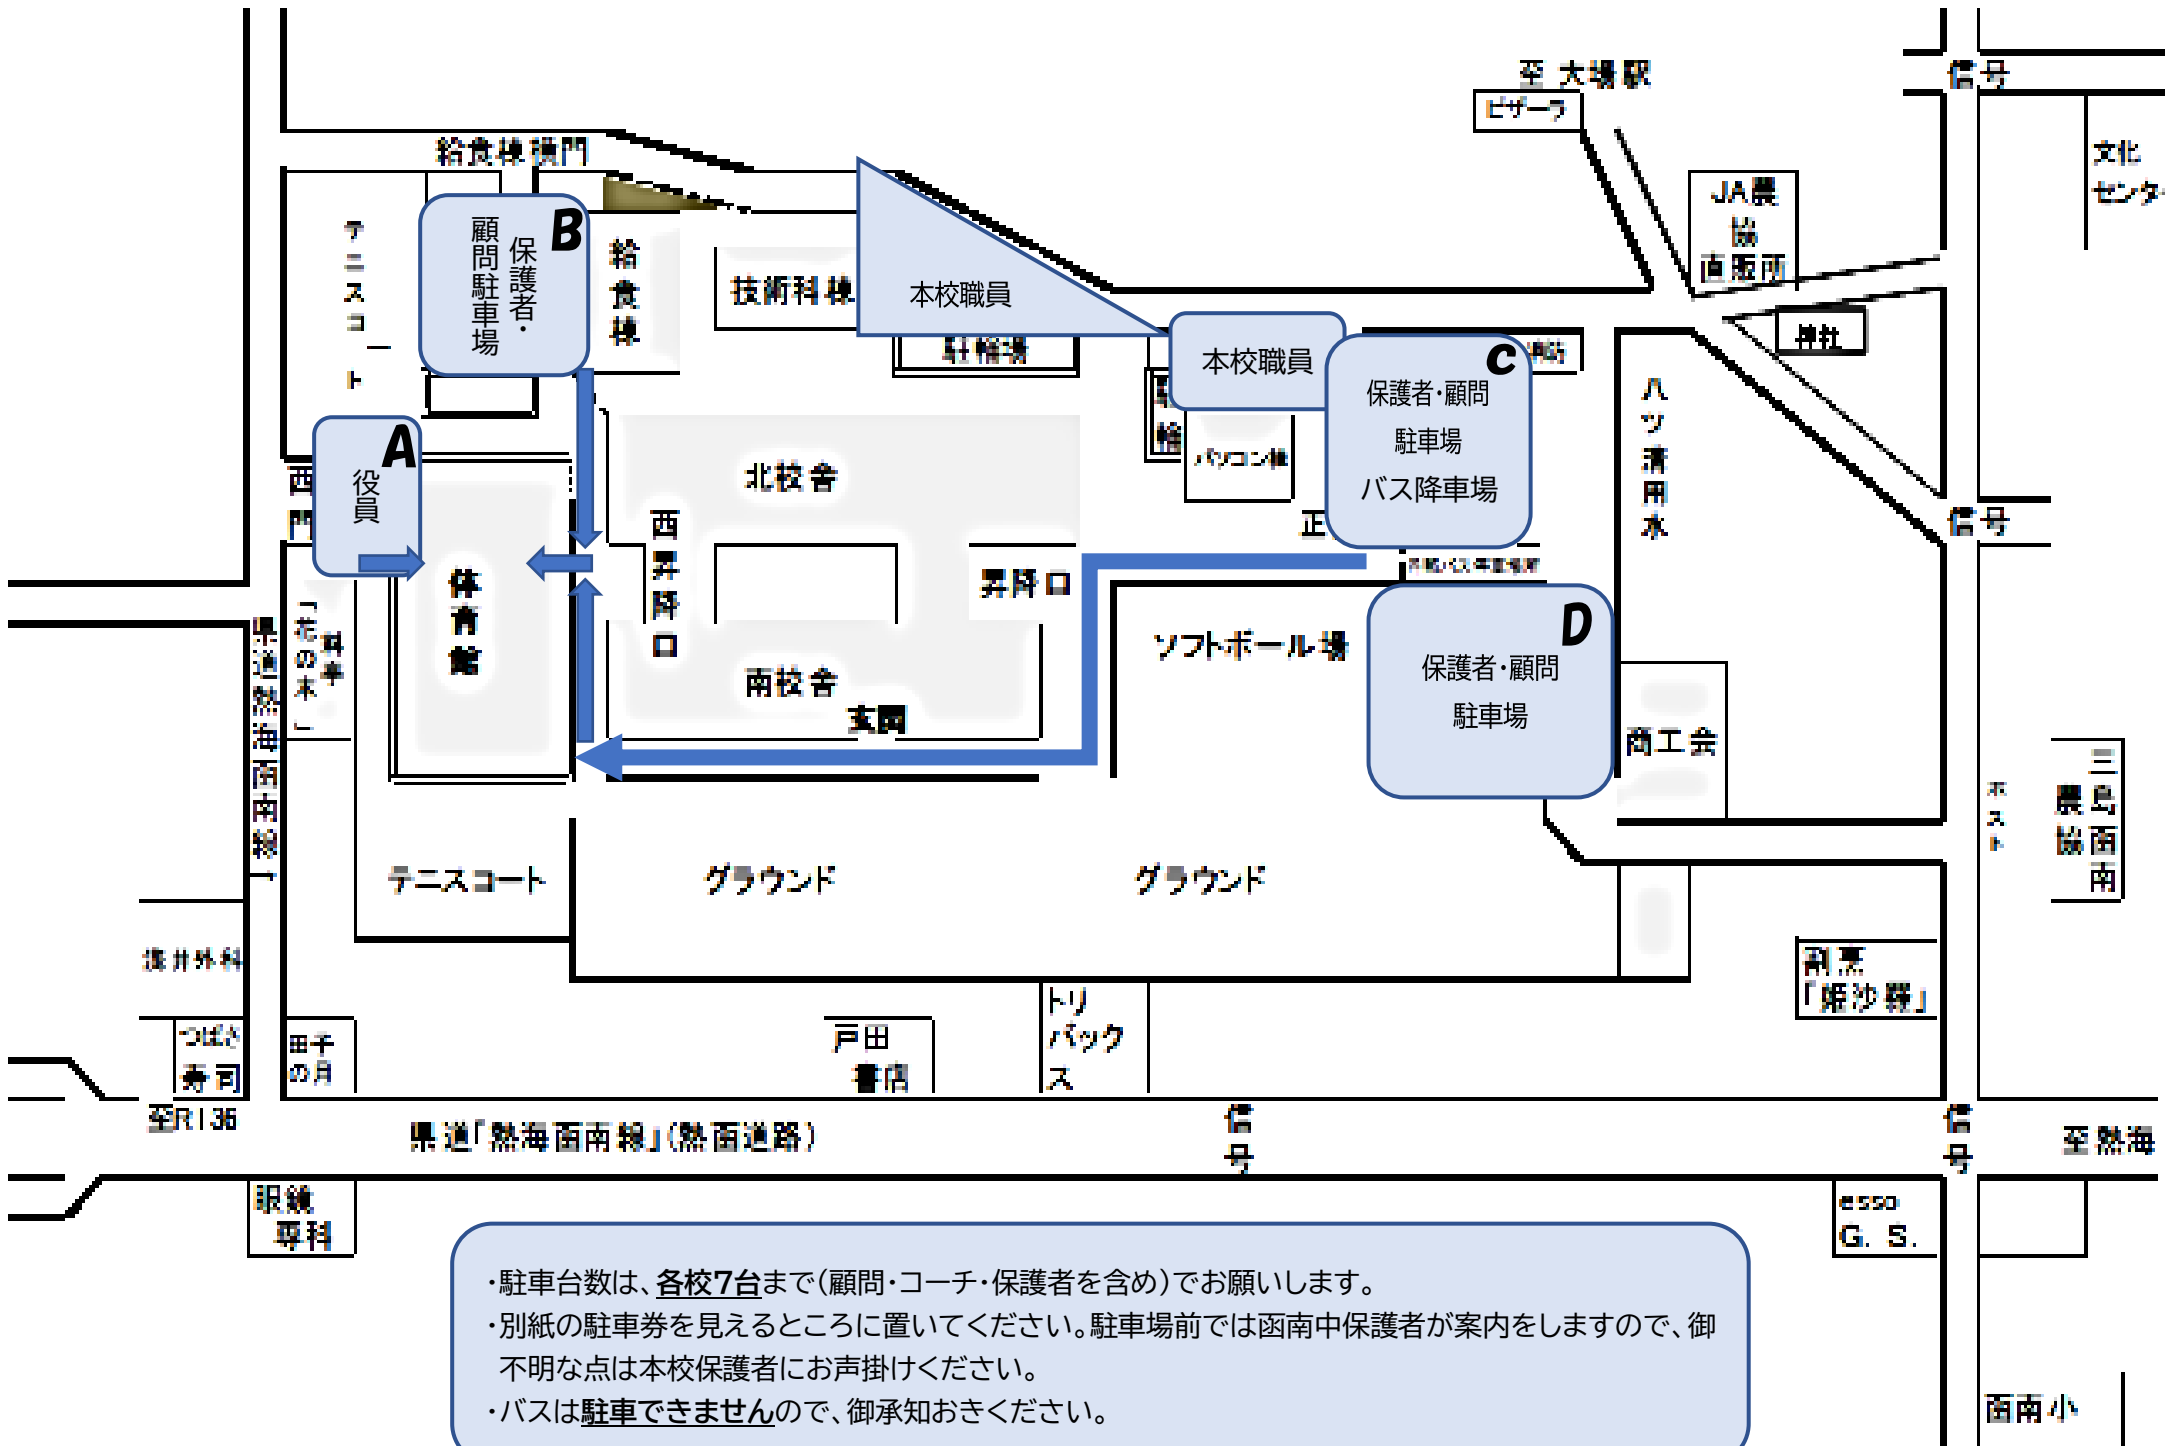 至 大場駅
信号
ピザーラ
給食棟横門
文化
センター
JA農
協
直販所
テニスコート
B
保護者・
顧問駐車場
給食棟
技術科棟
本校職員
神社
駐輪場
本校職員
C
保護者・顧問
駐車場
バス降車場
八ツ溝用水
A
役員
西門
北校舎
パソコン棟
信号
西昇降口
体育館
昇降口
「花の木」
料亭
ソフトボール場
D
保護者・顧問
駐車場
南校舎
玄関
商工会
ポスト
三島函南
農協
テニスコート
グラウンド
グラウンド
浅井外科
割烹
「姫沙羅」
つばさ
寿司
田子
の月
戸田
書店
トリ
バック
ス
至R136
県道「熱海函南線」(熱函道路)
信号
信号
至熱海
眼鏡
専科
esso
G. S.
・駐車台数は、各校7台まで(顧問・コーチ・保護者を含め)でお願いします。
・別紙の駐車券を見えるところに置いてください。駐車場前では函南中保護者が案内をしますので、御
不明な点は本校保護者にお声掛けください。
・バスは駐車できませんので、御承知おきください。
函南小